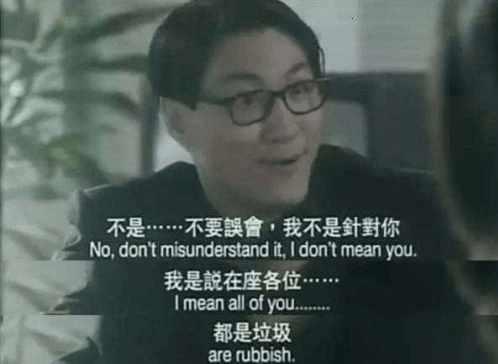 不是……不要誤會，我不是針對你
No, don't misunderstand it, I don't mean you.
我是説在座各位……
I mean all of you........
都是垃圾
are rubbish.